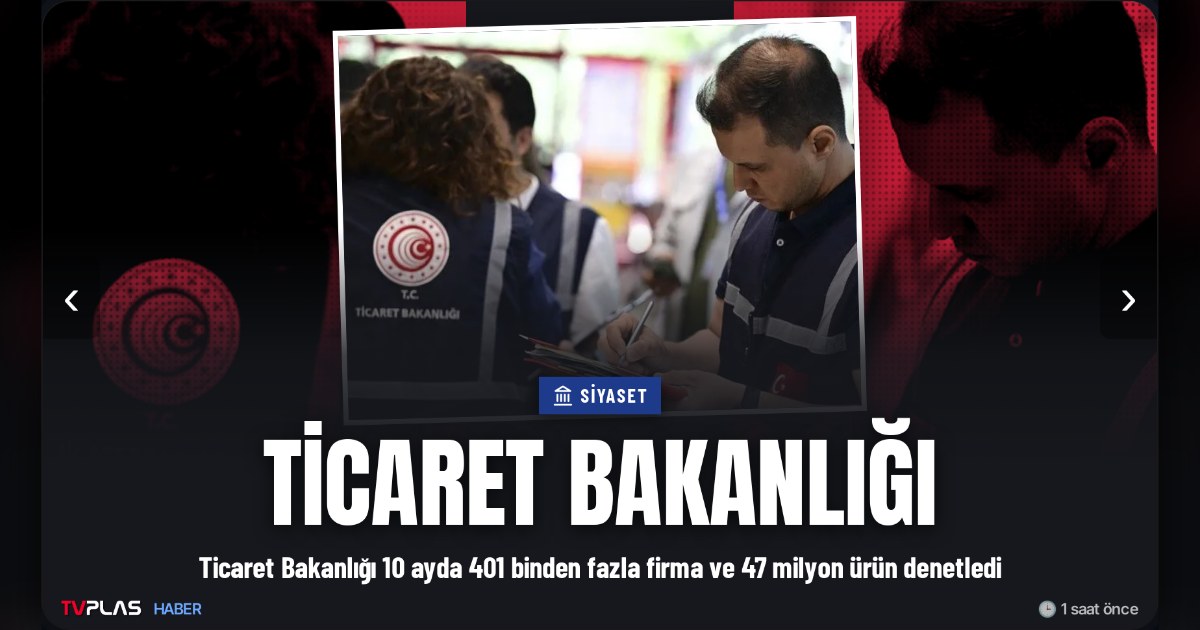 T.C.
TİCARET BAKANLIĞI
SİYASET
TİCARET BAKANLIĞI
Ticaret Bakanlığı 10 ayda 401 binden fazla firma ve 47 milyon ürün denetledi
TVPLAS HABER
1 saat önce